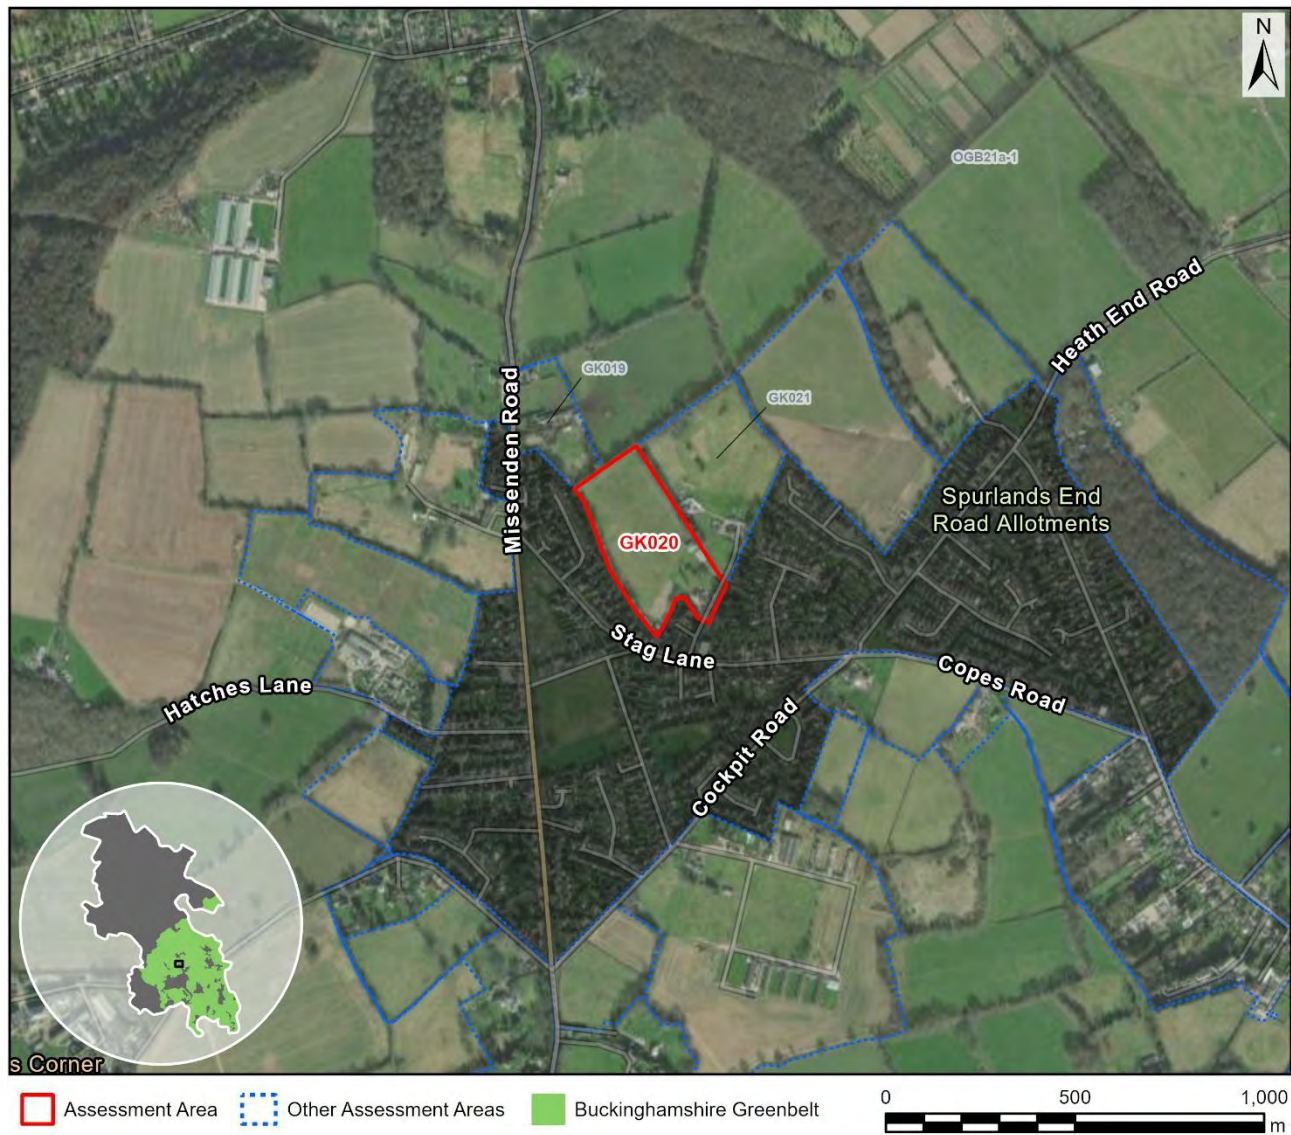 N
OGB21a-1
Heath End Road
GK019
Missenden Road
GK021
Spurlands End
Road Allotments
GK020
Stag Lane
Copes Road
Hatches Lane
Cockpit Road
s Corner
Assessment Area
Other Assessment Areas
Buckinghamshire Greenbelt
0 500 1,000
m